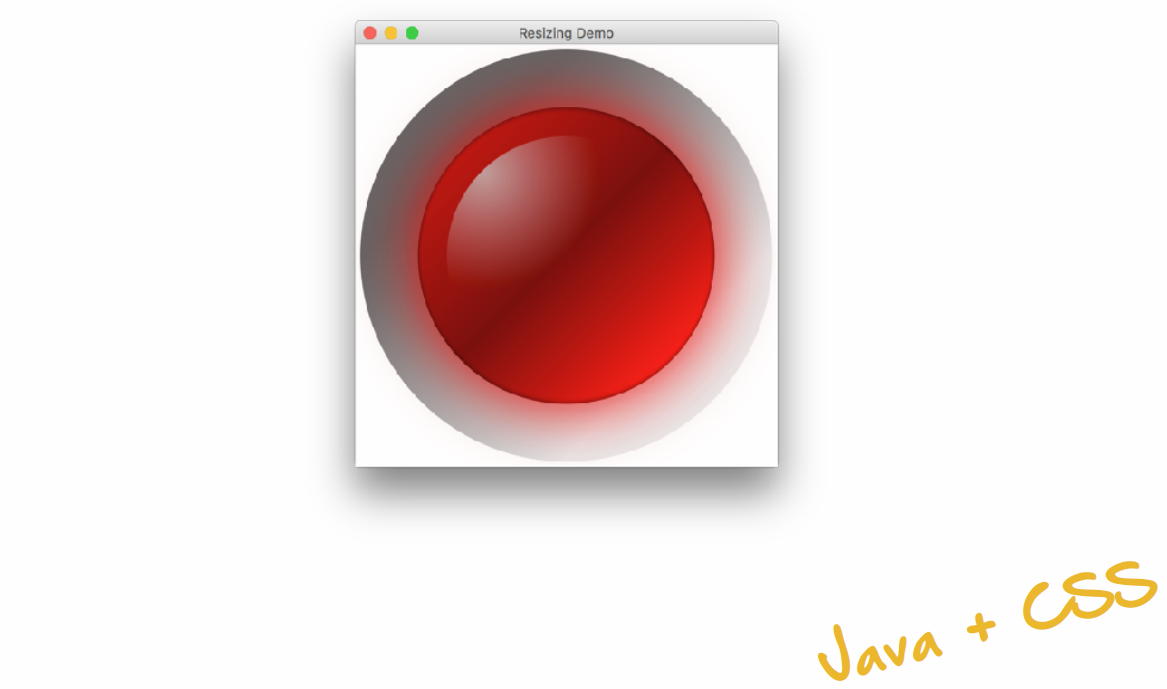 Resizing Demo
Java + CSS